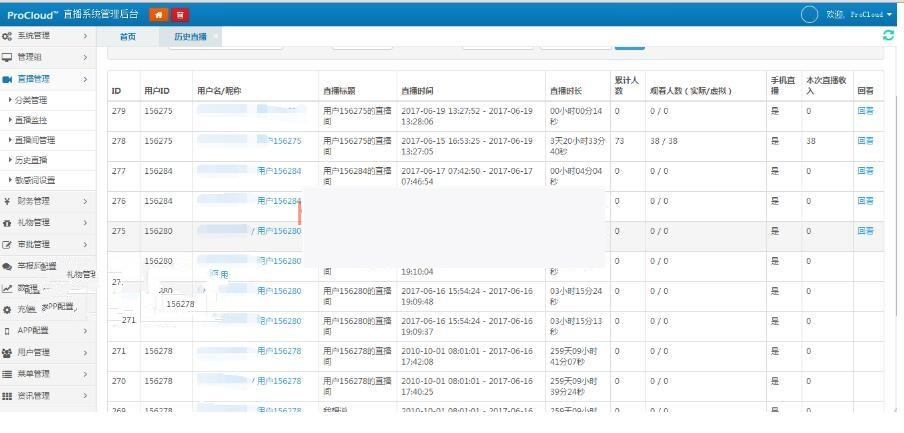 ProCloud™ 直播系统管理后台
欢迎, ProCloud
系统管理
首页
历史直播 ×
管理组
直播管理
分类管理
直播监控
直播间管理
历史直播
敏感词设置
财务管理
礼物管理
审批管理
礼物管理
APP配置
用户管理
菜单管理
资讯管理
ID 用户ID 用户名/昵称 直播标题 直播时间 直播时长 累计人数 观看人数(实际/虚拟) 手机直播 本次直播收入 回看
279 156275 用户156275的直播间 2017-06-19 13:27:52 - 2017-06-19 13:28:06 00小时00分14秒 0 0 / 0 是 0 回看
278 156275 户156275 用户156275的直播间 2017-06-15 16:53:25 - 2017-06-19 13:27:05 3天20小时33分40秒 73 38 / 38 是 38 回看
277 156284 用户156284 用户156284的直播间 2017-06-17 07:42:50 - 2017-06-17 07:46:54 00小时04分04秒 0 0 / 0 是 0 回看
276 156284 用户156284 0 0 / 0 是 0 回看
275 156280 / 用户156280 0 0 / 0 是 0 回看
156280 用户156280 19:10:04 0 0 / 0 是 0
用户156280 用户156280的直播间 2017-06-16 15:54:24 - 2017-06-16 19:09:48 03小时15分24秒 0 0 / 0 是 0
156278
271
用户156280 用户156280的直播间 2017-06-16 15:54:24 - 2017-06-16 19:09:37 03小时15分13秒 0 0 / 0 是 0
271 156278 用户156278 用户156278的直播间 2010-10-01 08:01:01 - 2017-06-16 17:42:08 259天09小时41分07秒 0 0 / 0 是 0
270 156278 / 用户156278 用户156278的直播间 2010-10-01 08:01:01 - 2017-06-16 17:40:25 259天09小时39分24秒 0 0 / 0 是 0
269 156278 用户156278 2010-10-01 08:01:01 - 2017-06-16 259天09小时 0 0 / 0 是 0